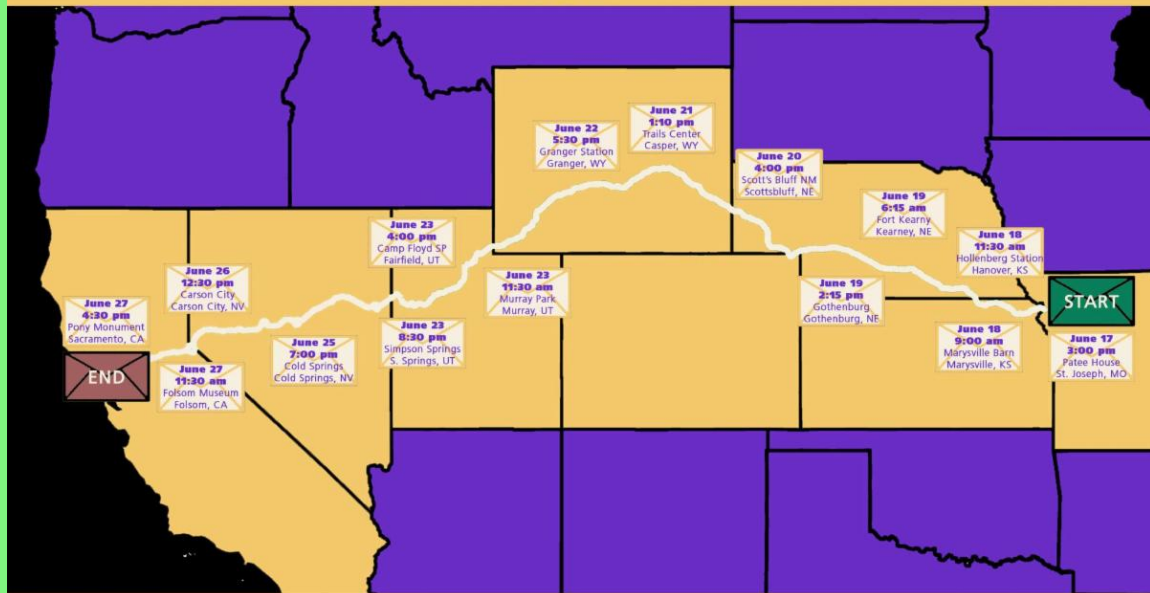 June 21
1:10 pm
Trails Center
Casper, WY
June 22
5:30 pm
Granger Station
Granger, WY
June 20
4:00 pm
Scott's Bluff NM
Scottsbluff, NE
June 19
6:15 am
Fort Kearny
Kearney, NE
June 18
11:30 am
Hollenberg Station
Hanover, KS
June 23
4:00 pm
Camp Floyd SP
Fairfield, UT
June 26
12:30 pm
Carson City
Carson City, NV
June 23
11:30 am
Murray Park
Murray, UT
June 19
2:15 pm
Gothenburg
Gothenburg, NE
START
June 27
4:30 pm
Pony Monument
Sacramento, CA
June 23
8:30 pm
Simpson Springs
S. Springs, UT
June 18
9:00 am
Marysville Barn
Marysville, KS
June 17
3:00 pm
Patee House
St. Joseph, MO
June 25
7:00 pm
Cold Springs
Cold Springs, NV
END
June 27
11:30 am
Folsom Museum
Folsom, CA